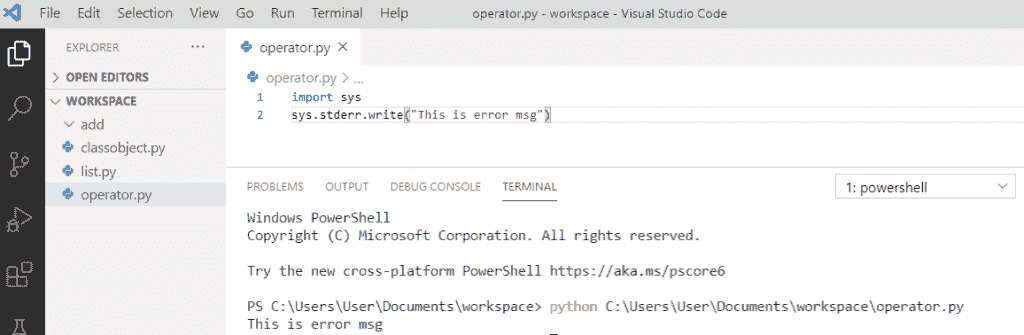 File Edit Selection View Go Run Terminal Help operator.py - workspace - Visual Studio Code
EXPLORER ...
OPEN EDITORS
WORKSPACE
add
classobject.py
list.py
operator.py
operator.py
operator.py > ...
1 import sys
2 sys.stderr.write("This is error msg")
PROBLEMS OUTPUT DEBUG CONSOLE TERMINAL 1: powershell
Windows PowerShell
Copyright (C) Microsoft Corporation. All rights reserved.
Try the new cross-platform PowerShell https://aka.ms/pscore6
PS C:\Users\User\Documents\workspace> python C:\Users\User\Documents\workspace\operator.py
This is error msg